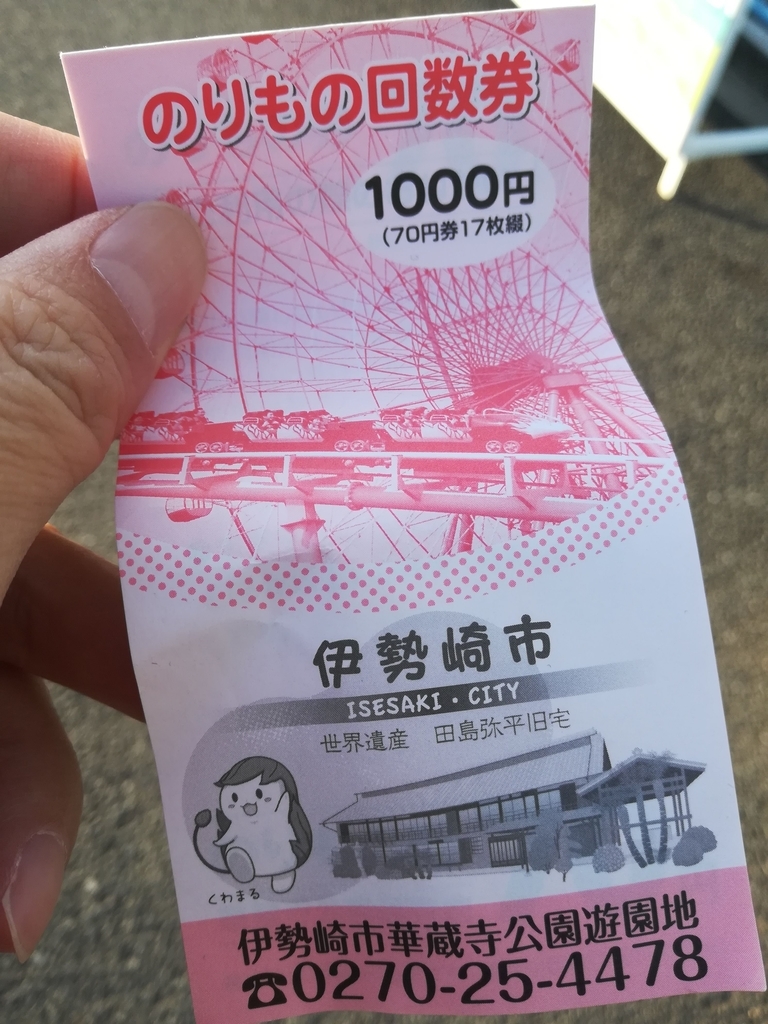 のりもの回数券
1000円
(70円券17枚綴)
伊勢崎市
ISESAKI・CITY
世界遺産 田島弥平旧宅
くわまる
伊勢崎市華蔵寺公園遊園地
☎0270-25-4478